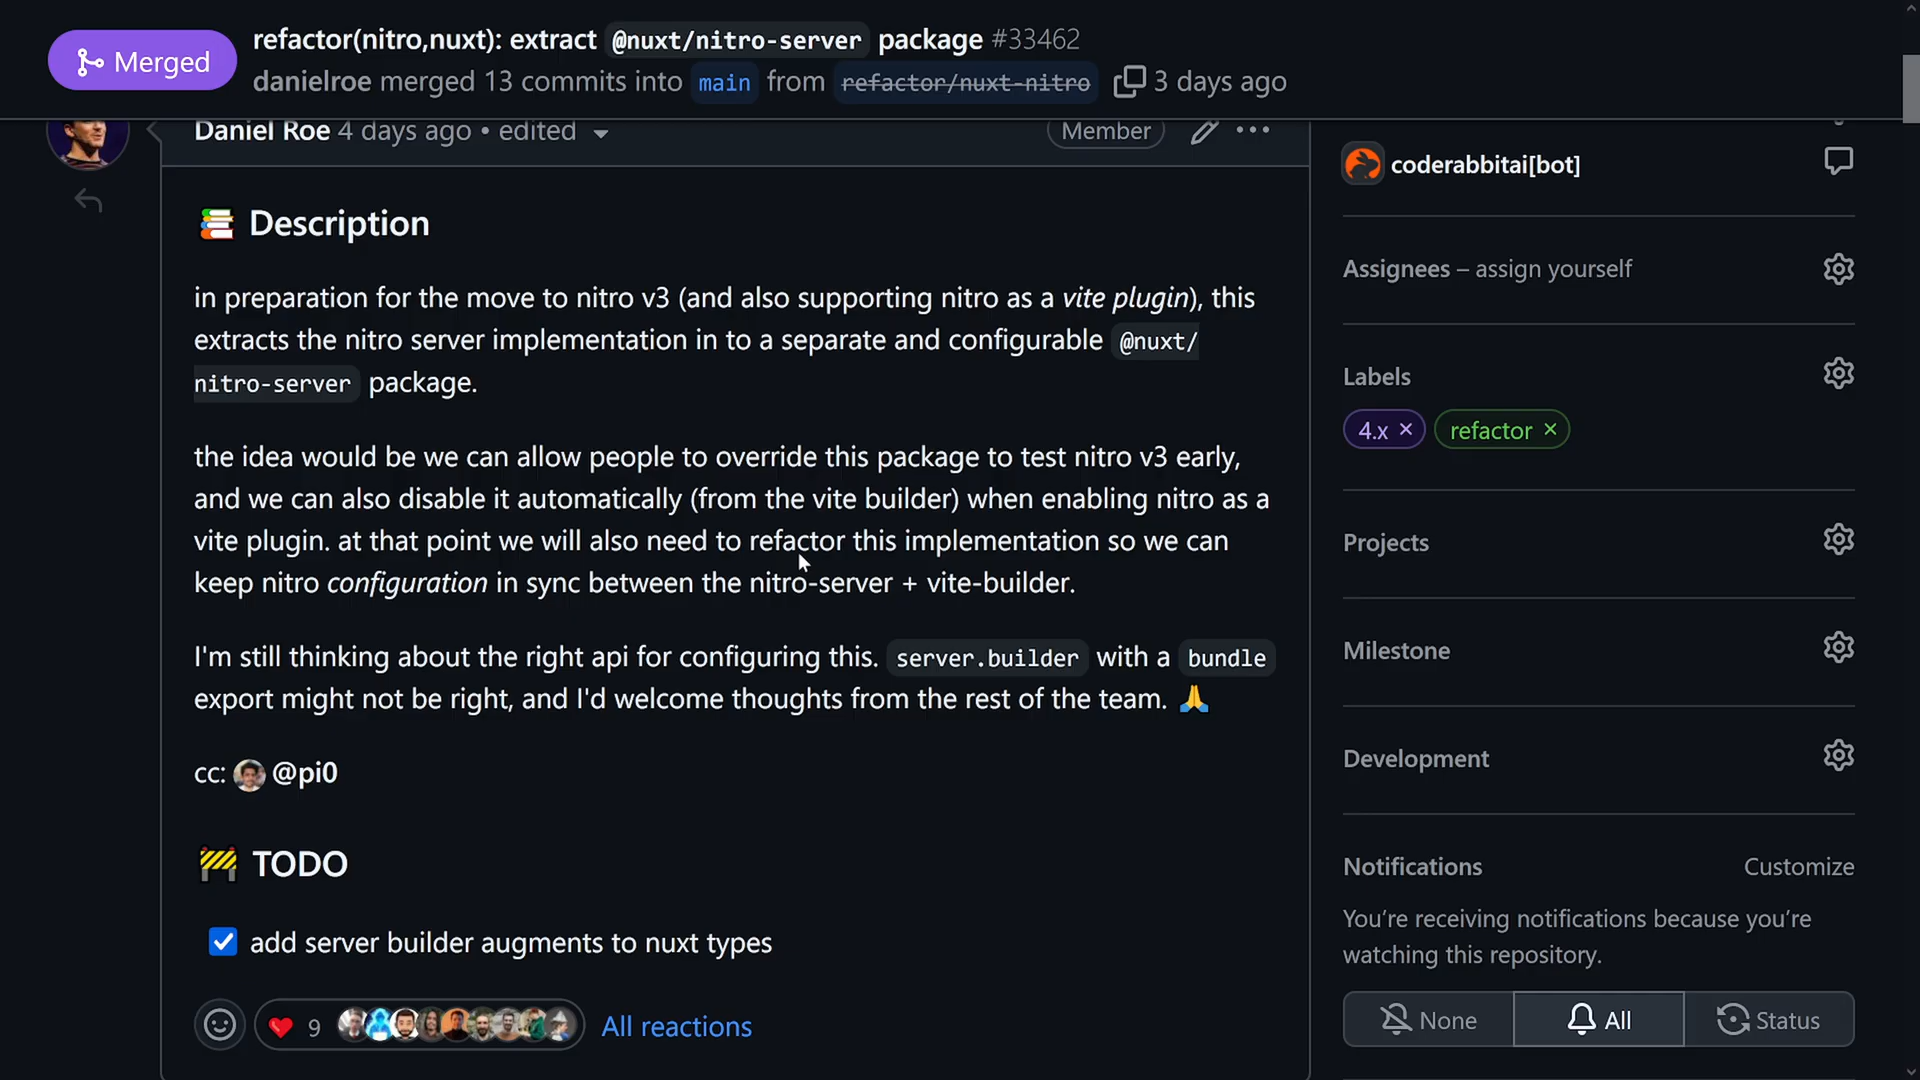 Merged
refactor(nitro,nuxt): extract @nuxt/nitro-server package #33462
danielroe merged 13 commits into main from refactor/nuxt-nitro 3 days ago
Daniel Roe 4 days ago • edited
Member
📚 Description
in preparation for the move to nitro v3 (and also supporting nitro as a vite plugin), this
extracts the nitro server implementation in to a separate and configurable @nuxt/
nitro-server package.
the idea would be we can allow people to override this package to test nitro v3 early,
and we can also disable it automatically (from the vite builder) when enabling nitro as a
vite plugin. at that point we will also need to refactor this implementation so we can
keep nitro configuration in sync between the nitro-server + vite-builder.
I'm still thinking about the right api for configuring this. server.builder with a bundle
export might not be right, and I'd welcome thoughts from the rest of the team. 🙏
cc: @pi0
🚧 TODO
add server builder augments to nuxt types
❤️ 9 All reactions
coderabbitai[bot]
Assignees – assign yourself
Labels
4.x × refactor ×
Projects
Milestone
Development
Notifications Customize
You're receiving notifications because you're
watching this repository.
None All Status